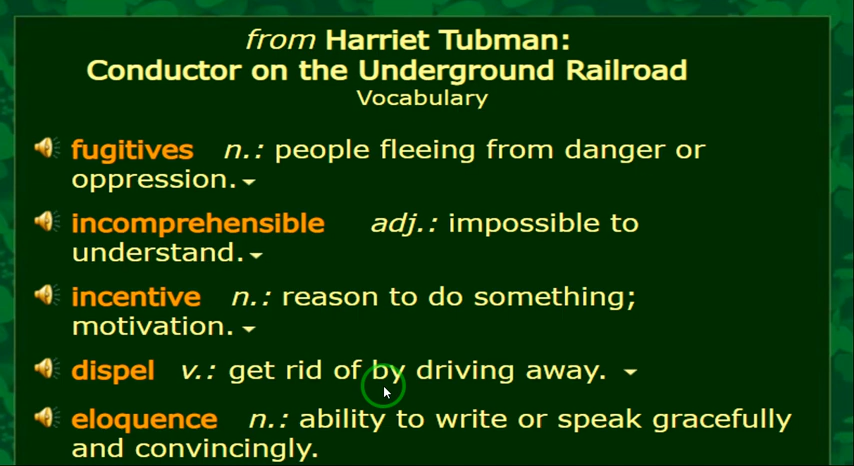 from Harriet Tubman:
Conductor on the Underground Railroad
Vocabulary
fugitives n.: people fleeing from danger or
oppression.
incomprehensible adj.: impossible to
understand.
incentive n.: reason to do something;
motivation.
dispel v.: get rid of by driving away.
eloquence n.: ability to write or speak gracefully
and convincingly.